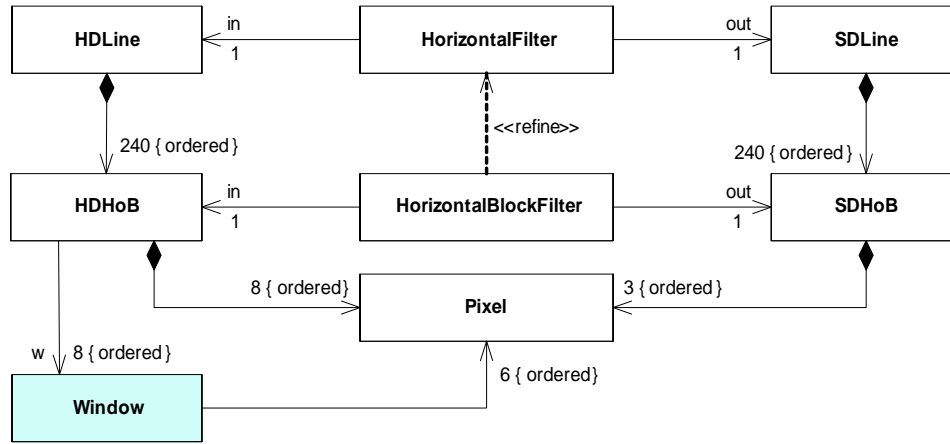 in
out
HDLine
HorizontalFilter
SDLine
1
1
<<refine>>
240 { ordered }
240 { ordered }
in
out
HDHoB
HorizontalBlockFilter
SDHoB
1
1
8 { ordered }
Pixel
3 { ordered }
w
8 { ordered }
6 { ordered }
Window